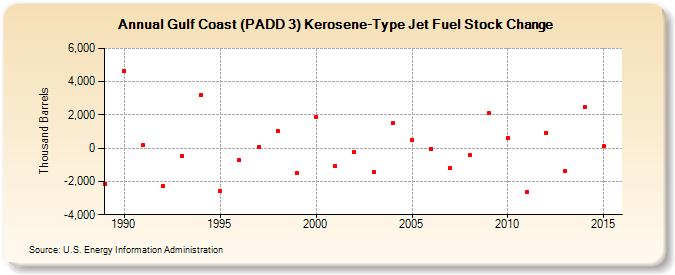 Annual Gulf Coast (PADD 3) Kerosene-Type Jet Fuel Stock Change
Thousand Barrels
6,000
4,000
2,000
0
-2,000
-4,000
1990 1995 2000 2005 2010 2015
Source: U.S. Energy Information Administration